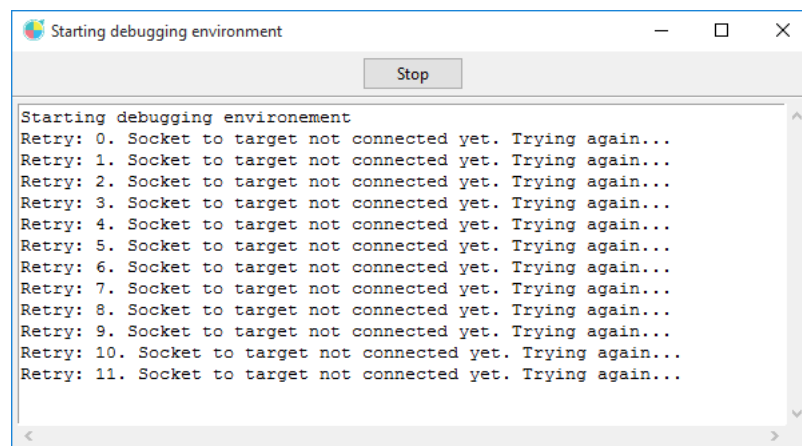 Starting debugging environment
Stop
Starting debugging environement
Retry: 0. Socket to target not connected yet. Trying again...
Retry: 1. Socket to target not connected yet. Trying again...
Retry: 2. Socket to target not connected yet. Trying again...
Retry: 3. Socket to target not connected yet. Trying again...
Retry: 4. Socket to target not connected yet. Trying again...
Retry: 5. Socket to target not connected yet. Trying again...
Retry: 6. Socket to target not connected yet. Trying again...
Retry: 7. Socket to target not connected yet. Trying again...
Retry: 8. Socket to target not connected yet. Trying again...
Retry: 9. Socket to target not connected yet. Trying again...
Retry: 10. Socket to target not connected yet. Trying again...
Retry: 11. Socket to target not connected yet. Trying again...